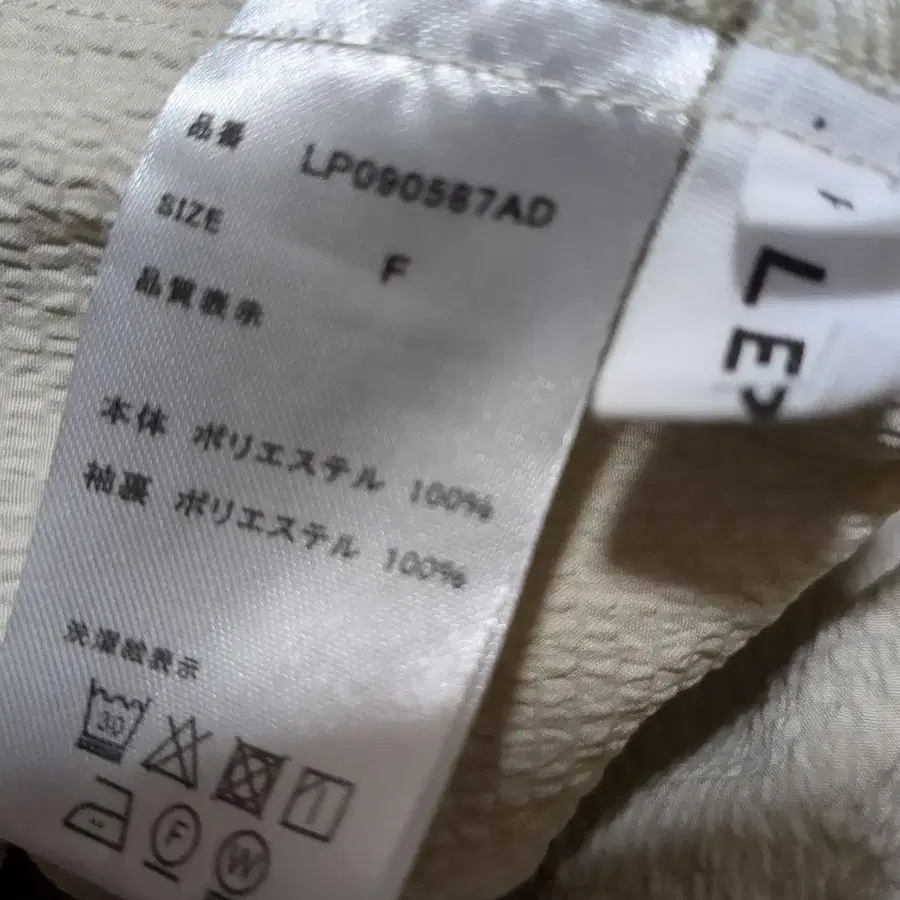 品番 LP090587AD
SIZE F
品質表示
本体 ポリエステル 100%
袖裏 ポリエステル 100%
洗濯絵表示
30
F
W
1
LE